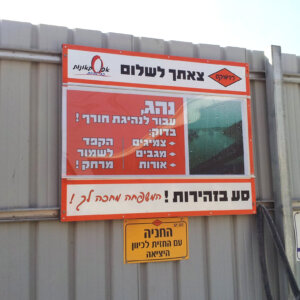 צאתך לשלום
נהג,
עבור לנהיגת חורף !
בדוק:
• צמיגים • הקפד
• מגבים לשמור
• אורות מרחק !
סע בזהירות ! המשפחה מחכה לך !
החניה
עם החזית לכיוון
היציאה